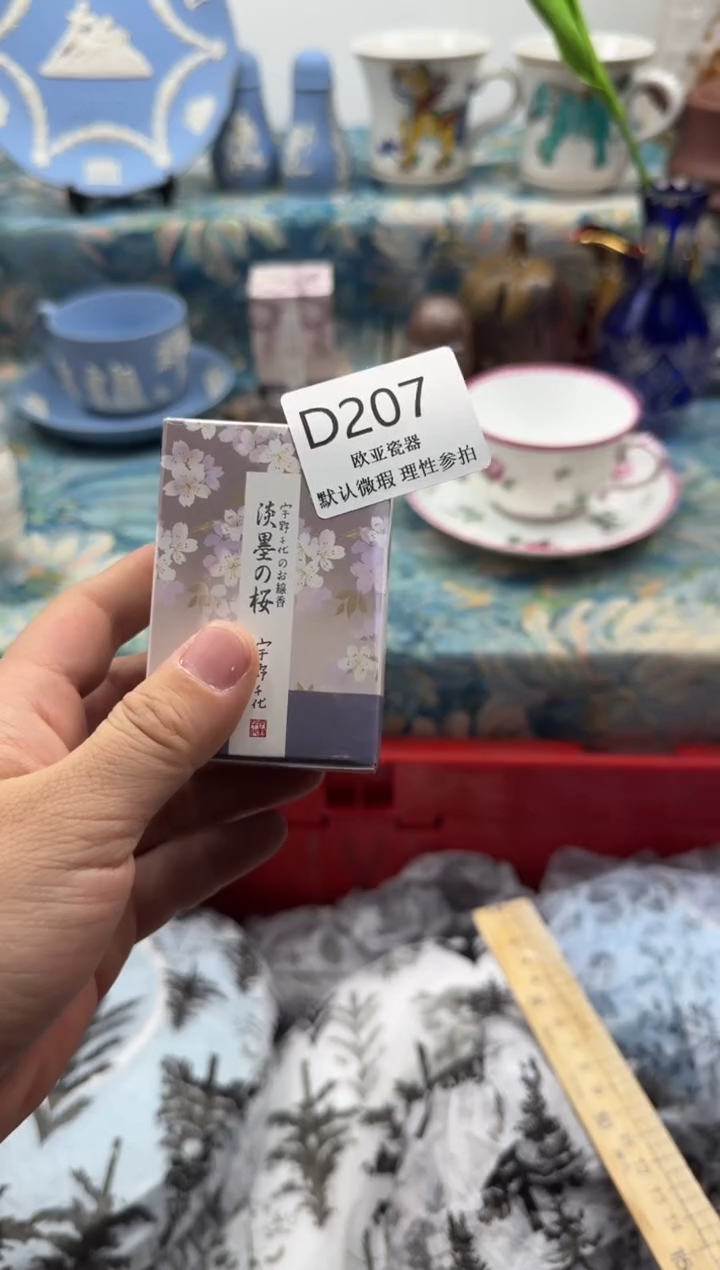 D207
欧亚瓷器
默认微瑕 理性参拍
宇野千代のお線香
淡墨の桜
宇野千代